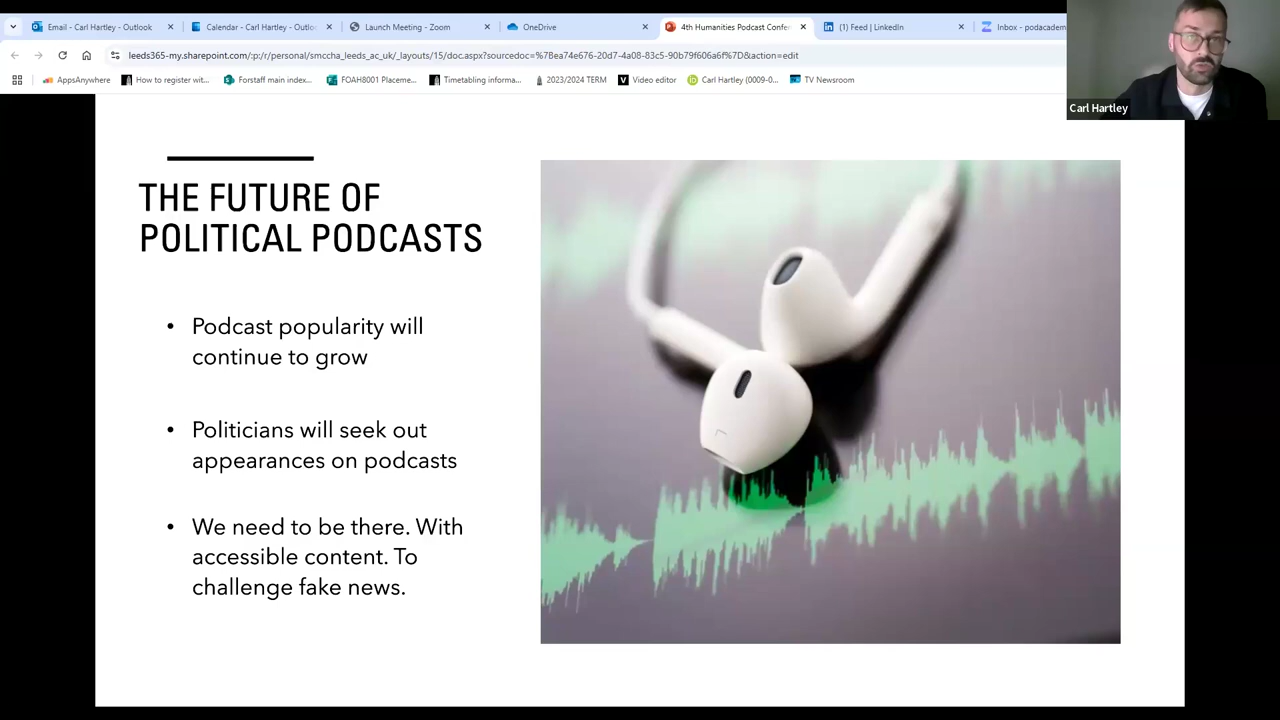 Email - Carl Hartley - Outlook
Calendar - Carl Hartley - Outlo
Launch Meeting - Zoom
OneDrive
4th Humanities Podcast Confe
(1) Feed | LinkedIn
Inbox - podacadem
leeds365-my.sharepoint.com/:p:/r/personal/smccha_leeds_ac_uk/_layouts/15/doc.aspx?sourcedoc=%7Bea74e676-20d7-4a08-83c5-90b79f606a6f%7D&action=edit
AppsAnywhere
How to register wit...
Forstaff main index...
FOAH8001 Placeme...
Timetabling informa...
2023/2024 TERM
Video editor
Carl Hartley (0009-0...
TV Newsroom
Carl Hartley
THE FUTURE OF
POLITICAL PODCASTS
• Podcast popularity will
continue to grow
• Politicians will seek out
appearances on podcasts
• We need to be there. With
accessible content. To
challenge fake news.